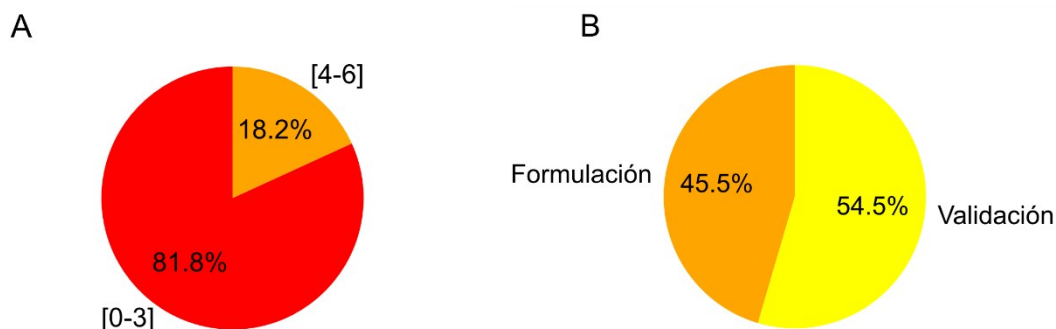 A
[4-6]
18.2%
81.8%
[0-3]
B
Formulación
45.5%
54.5%
Validación